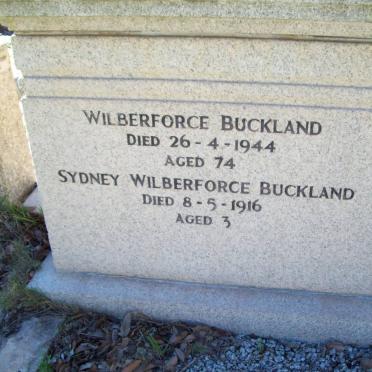 WILBERFORCE BUCKLAND
DIED 26-4-1944
AGED 74
SYDNEY WILBERFORCE BUCKLAND
DIED 8-5-1916
AGED 3